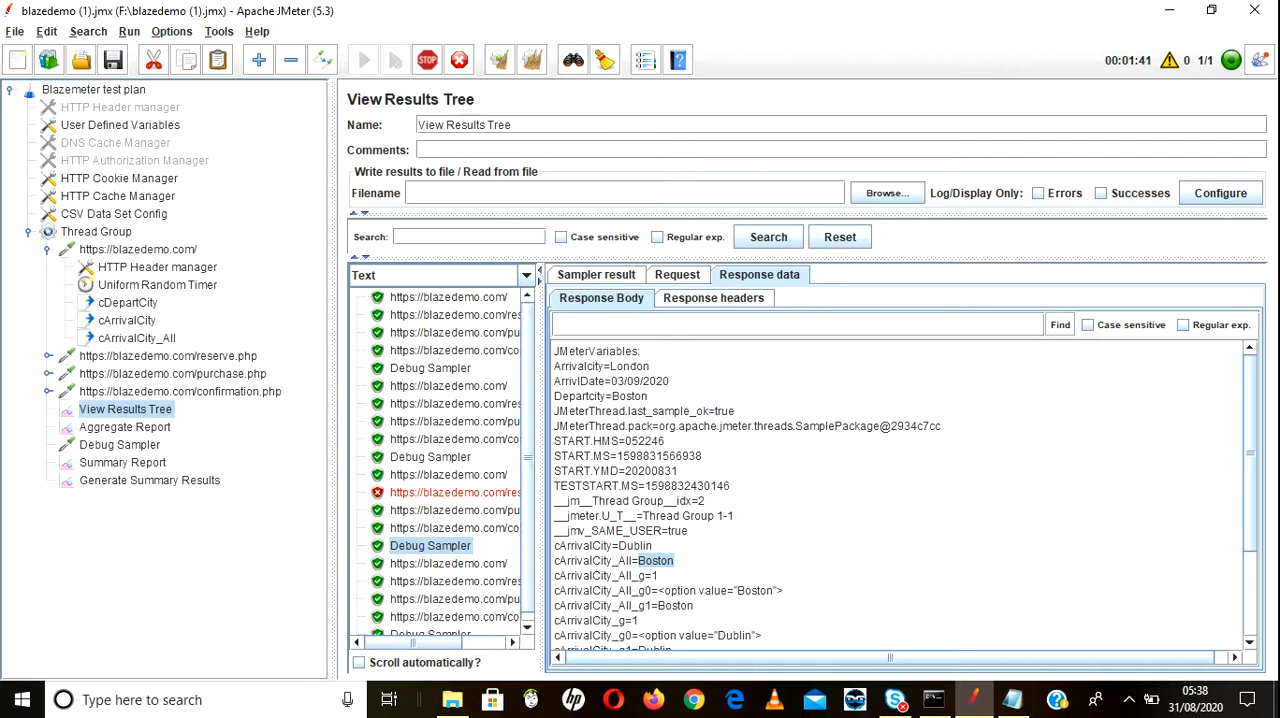 blazedemo (1).jmx (F:\blazedemo (1).jmx) - Apache JMeter (5.3)
File Edit Search Run Options Tools Help
STOP
00:01:41 0 1/1
Blazemeter test plan
HTTP Header manager
User Defined Variables
DNS Cache Manager
HTTP Authorization Manager
HTTP Cookie Manager
HTTP Cache Manager
CSV Data Set Config
Thread Group
https://blazedemo.com/
HTTP Header manager
Uniform Random Timer
cDepartCity
cArrivalCity
cArrivalCity_All
https://blazedemo.com/reserve.php
https://blazedemo.com/purchase.php
https://blazedemo.com/confirmation.php
View Results Tree
Aggregate Report
Debug Sampler
Summary Report
Generate Summary Results
View Results Tree
Name: View Results Tree
Comments:
Write results to file / Read from file
Filename Browse... Log/Display Only: Errors Successes Configure
Search: Case sensitive Regular exp. Search Reset
Text
https://blazedemo.com/
https://blazedemo.com/res
https://blazedemo.com/pu
https://blazedemo.com/co
Debug Sampler
https://blazedemo.com/
https://blazedemo.com/res
https://blazedemo.com/pu
https://blazedemo.com/co
Debug Sampler
https://blazedemo.com/
https://blazedemo.com/res
https://blazedemo.com/pu
https://blazedemo.com/co
Debug Sampler
https://blazedemo.com/
https://blazedemo.com/res
https://blazedemo.com/pu
https://blazedemo.com/co
Debug Sampler
Scroll automatically?
Sampler result Request Response data
Response Body Response headers
Find Case sensitive Regular exp.
JMeterVariables:
Arrivalcity=London
ArrivlDate=03/09/2020
Departcity=Boston
JMeterThread.last_sample_ok=true
JMeterThread.pack=org.apache.jmeter.threads.SamplePackage@2934c7cc
START.HMS=052246
START.MS=1598831566938
START.YMD=20200831
TESTSTART.MS=1598832430146
__jm__Thread Group__idx=2
__jmeter.U_T__=Thread Group 1-1
__jmv_SAME_USER=true
cArrivalCity=Dublin
cArrivalCity_All=Boston
cArrivalCity_All_g=1
cArrivalCity_All_g0=<option value="Boston">
cArrivalCity_All_g1=Boston
cArrivalCity_g=1
cArrivalCity_g0=<option value="Dublin">
cArrivalCity_g1=Dublin
Type here to search
hp
05:38
31/08/2020